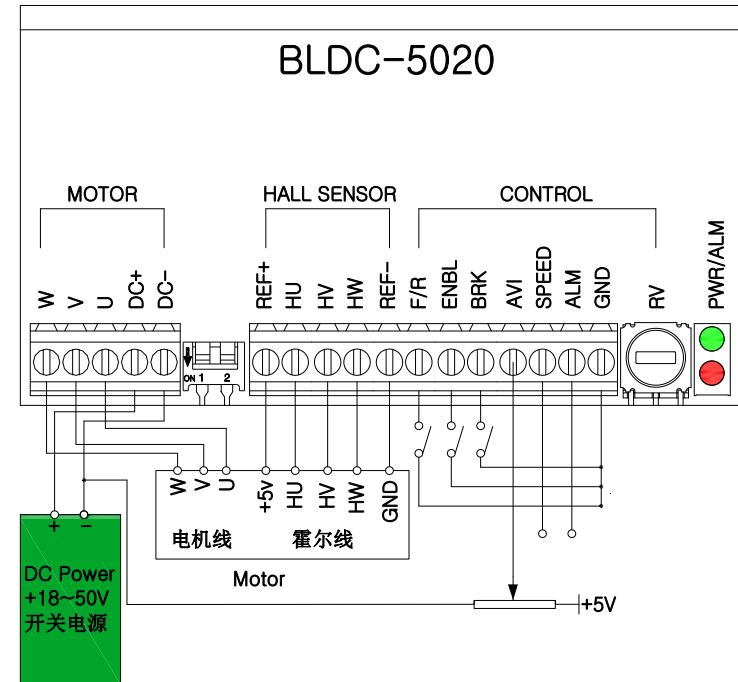 BLDC-5020
MOTOR
HALL SENSOR
CONTROL
W V U DC+ DC- REF+ HU HV HW REF- F/R ENBL BRK AVI SPEED ALM GND RV PWR/ALM
ON 1 2
W V U +5v HU HV HW GND
电机线 霍尔线
Motor
+ -
DC Power
+18~50V
开关电源
+5V